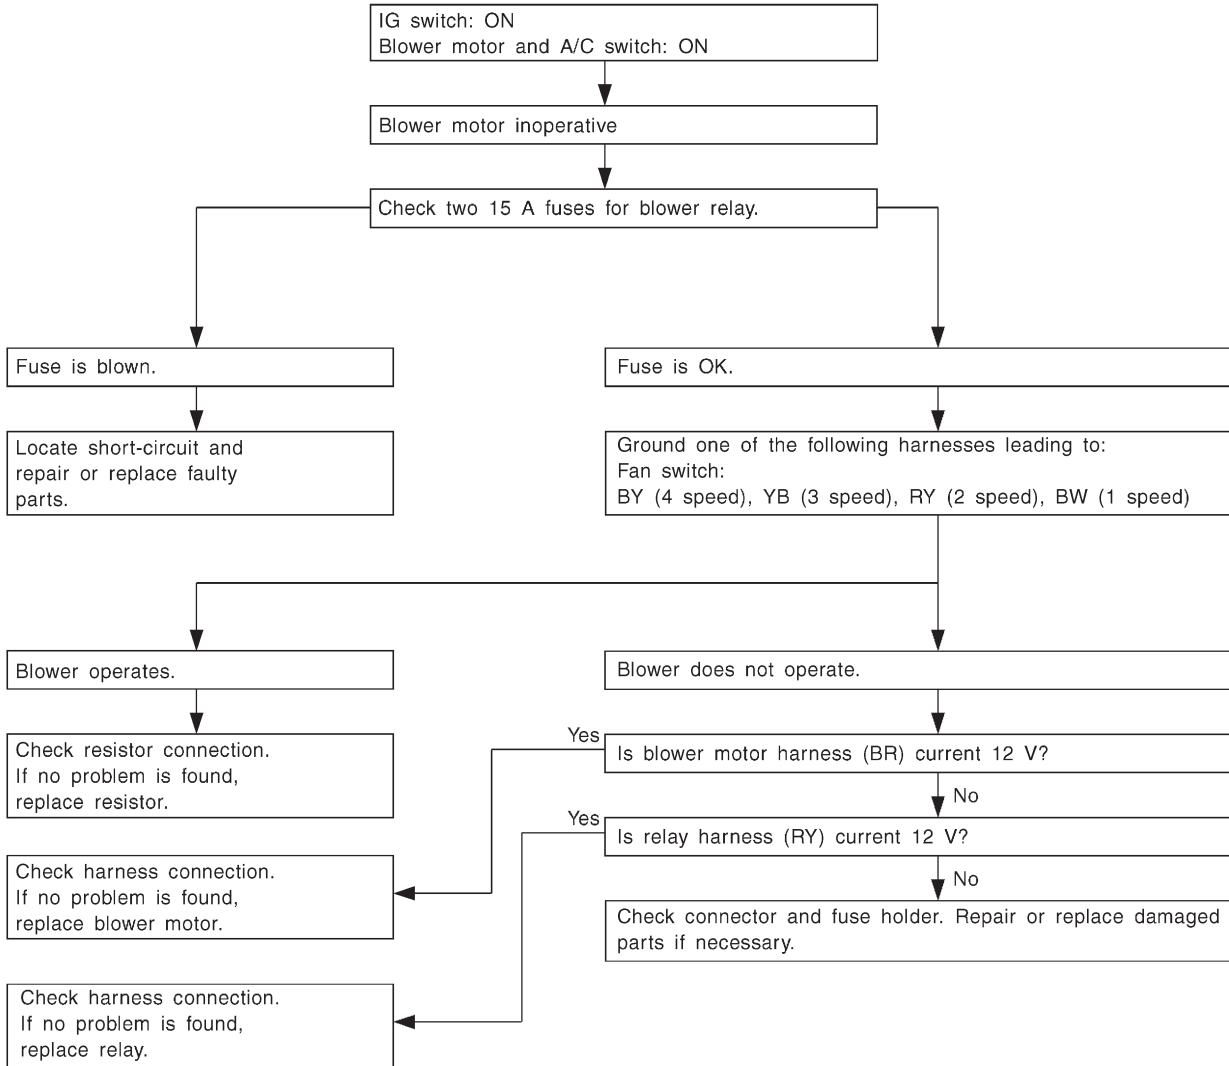 IG switch: ON
Blower motor and A/C switch: ON
Blower motor inoperative
Check two 15 A fuses for blower relay.
Fuse is blown.
Fuse is OK.
Locate short-circuit and
repair or replace faulty
parts.
Ground one of the following harnesses leading to:
Fan switch:
BY (4 speed), YB (3 speed), RY (2 speed), BW (1 speed)
Blower operates.
Blower does not operate.
Check resistor connection.
If no problem is found,
replace resistor.
Yes
Is blower motor harness (BR) current 12 V?
No
Yes
Is relay harness (RY) current 12 V?
No
Check harness connection.
If no problem is found,
replace blower motor.
Check connector and fuse holder. Repair or replace damaged
parts if necessary.
Check harness connection.
If no problem is found,
replace relay.